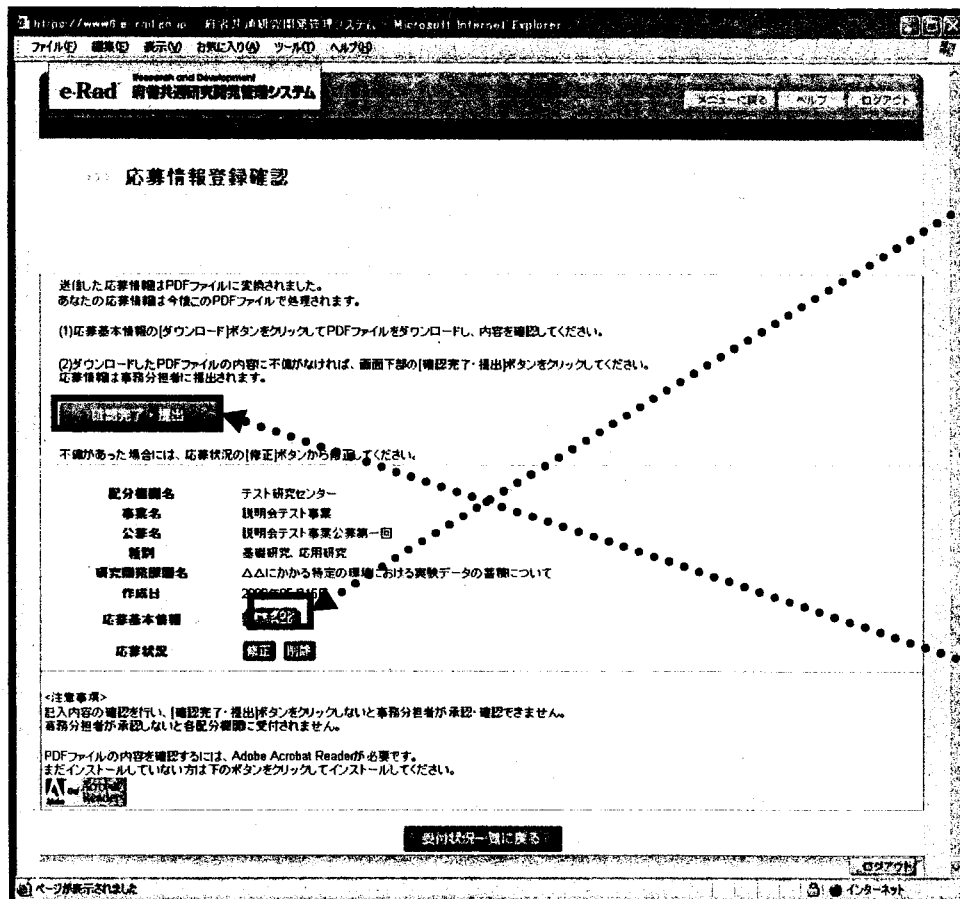 府省共通研究開発管理システム - Microsoft Internet Explorer
ファイル(F) 編集(E) 表示(V) お気に入り(A) ツール(T) ヘルプ(H)
Research and Development
e-Rad 府省共通研究開発管理システム
メニューに戻る ヘルプ ログアウト
>>> 応募情報登録確認
送信した応募情報はPDFファイルに変換されました。
あなたの応募情報は今後このPDFファイルで処理されます。
(1)応募基本情報の[ダウンロード]ボタンをクリックしてPDFファイルをダウンロードし、内容を確認してください。
(2)ダウンロードしたPDFファイルの内容に不備がなければ、画面下部の[確認完了・提出]ボタンをクリックしてください。
応募情報は事務分担者に提出されます。
確認完了・提出
不備があった場合には、応募状況の[修正]ボタンから修正してください。
配分機関名 テスト研究センター
事業名 説明会テスト事業
公募名 説明会テスト事業公募第一回
種別 基礎研究、応用研究
研究開発課題名 △△にかかる特定の環境における実験データの蓄積について
作成日
応募基本情報
応募状況 修正 削除
<注意事項>
記入内容の確認を行い、[確認完了・提出]ボタンをクリックしないと事務分担者が承認・確認できません。
事務分担者が承認しないと各配分機関に受付されません。
PDFファイルの内容を確認するには、Adobe Acrobat Readerが必要です。
まだインストールしていない方は下のボタンをクリックしてインストールしてください。
Adobe Get Acrobat Reader
受付状況一覧に戻る
ログアウト
ページが表示されました インターネット